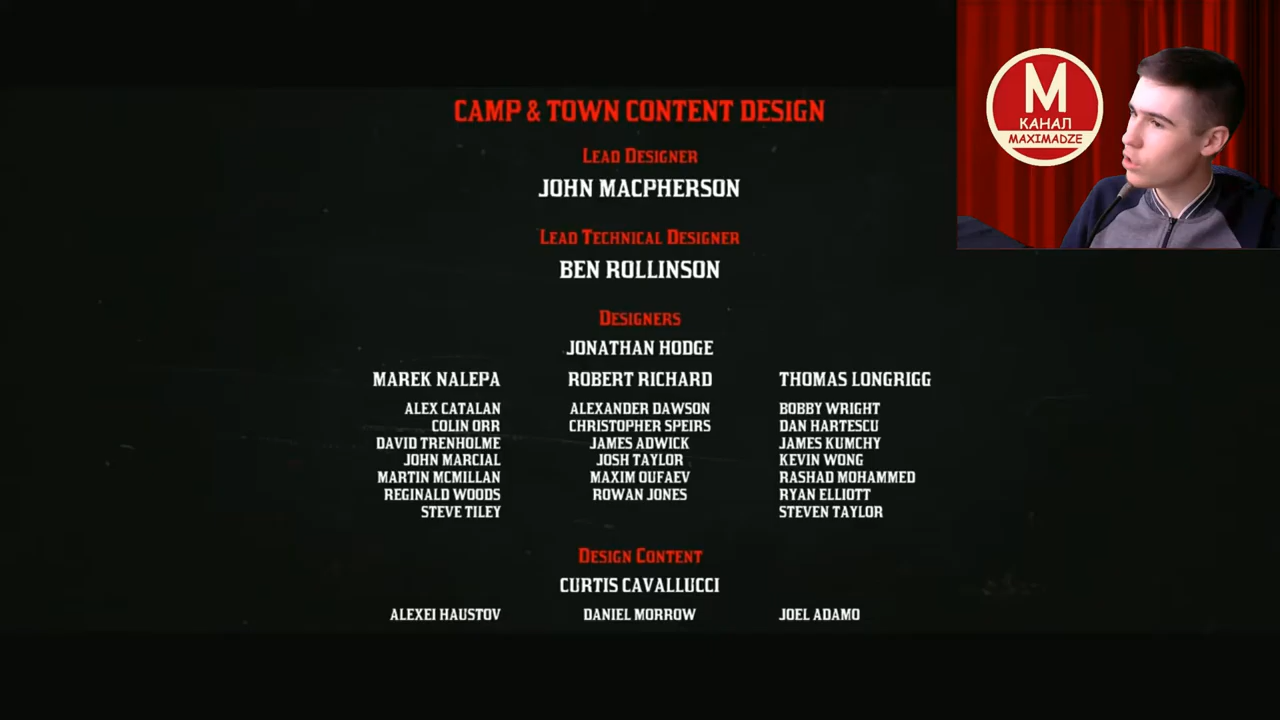 CAMP & TOWN CONTENT DESIGN
LEAD DESIGNER
JOHN MACPHERSON
LEAD TECHNICAL DESIGNER
BEN ROLLINSON
DESIGNERS
JONATHAN HODGE
MAREK NALEPA ROBERT RICHARD THOMAS LONGRIGG
ALEX CATALAN ALEXANDER DAWSON BOBBY WRIGHT
COLIN ORR CHRISTOPHER SPEIRS DAN HARTESCU
DAVID TRENHOLME JAMES ADWICK JAMES KUMCHY
JOHN MARCIAL JOSH TAYLOR KEVIN WONG
MARTIN MCMILLAN MAXIM OUFAEV RASHAD MOHAMMED
REGINALD WOODS ROWAN JONES RYAN ELLIOTT
STEVE TILEY STEVEN TAYLOR
DESIGN CONTENT
CURTIS CAVALLUCCI
ALEXEI HAUSTOV DANIEL MORROW JOEL ADAMO
М
КАНАЛ
MAXIMADZE